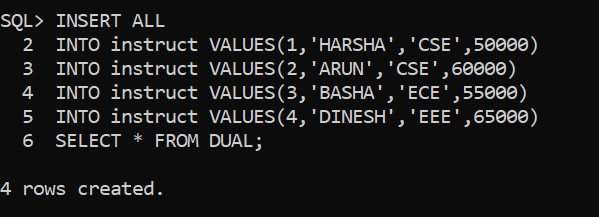 SQL> INSERT ALL
2 INTO instruct VALUES(1,'HARSHA','CSE',50000)
3 INTO instruct VALUES(2,'ARUN','CSE',60000)
4 INTO instruct VALUES(3,'BASHA','ECE',55000)
5 INTO instruct VALUES(4,'DINESH','EEE',65000)
6 SELECT * FROM DUAL;
4 rows created.